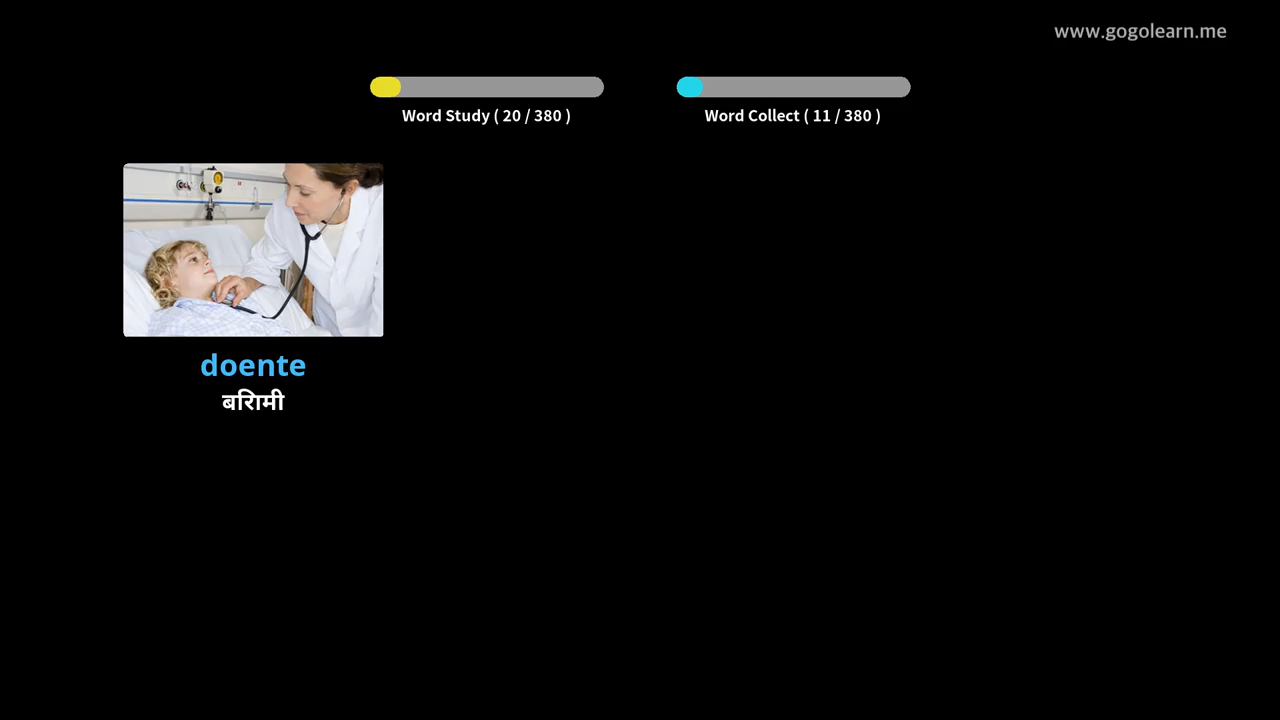 www.gogolearn.me
Word Study ( 20 / 380 )
Word Collect ( 11 / 380 )
doente
बरिामी